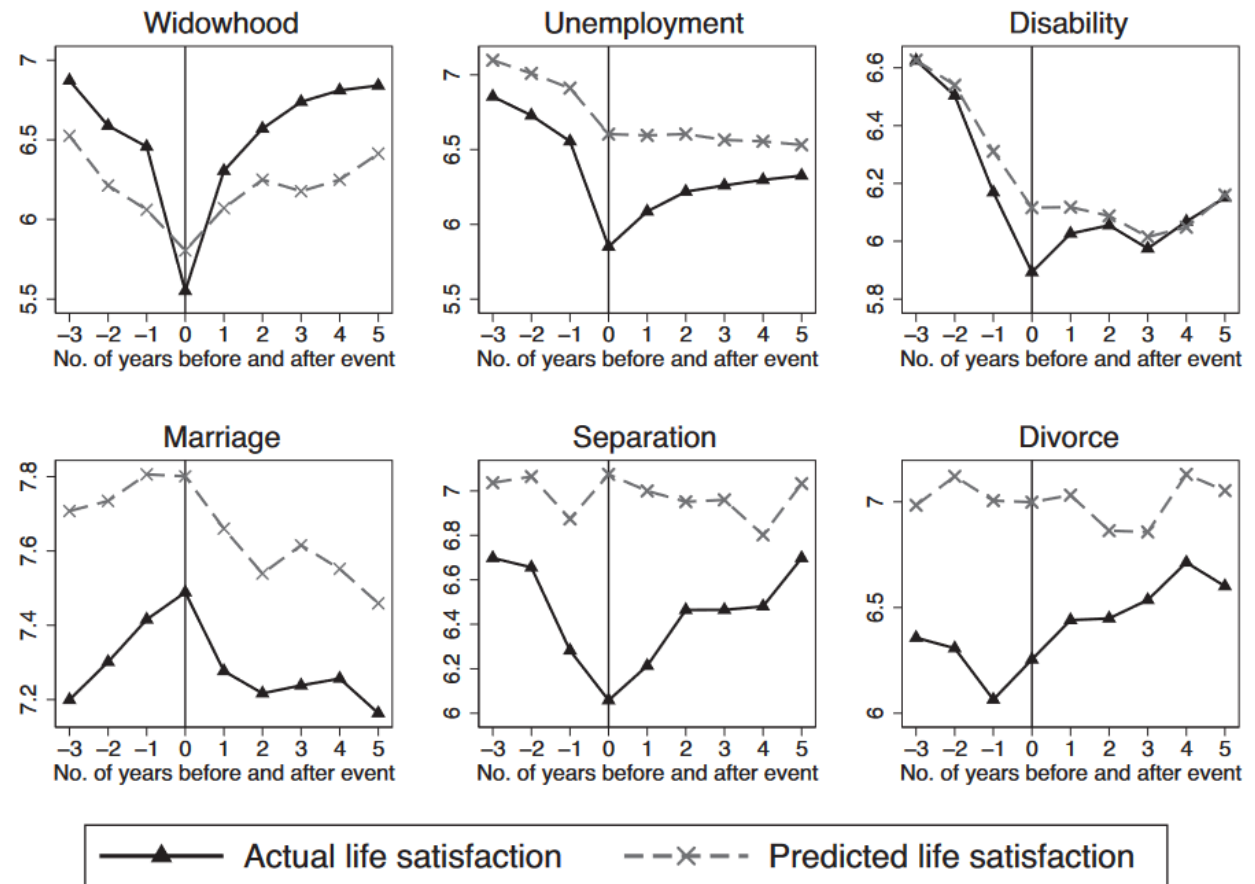 Widowhood
7
6.5
6
5.5
−3 −2 −1 0 1 2 3 4 5
No. of years before and after event
Unemployment
7
6.5
6
5.5
−3 −2 −1 0 1 2 3 4 5
No. of years before and after event
Disability
6.6
6.4
6.2
6
5.8
−3 −2 −1 0 1 2 3 4 5
No. of years before and after event
Marriage
7.8
7.6
7.4
7.2
−3 −2 −1 0 1 2 3 4 5
No. of years before and after event
Separation
7
6.8
6.6
6.4
6.2
6
−3 −2 −1 0 1 2 3 4 5
No. of years before and after event
Divorce
7
6.5
6
−3 −2 −1 0 1 2 3 4 5
No. of years before and after event
Actual life satisfaction Predicted life satisfaction